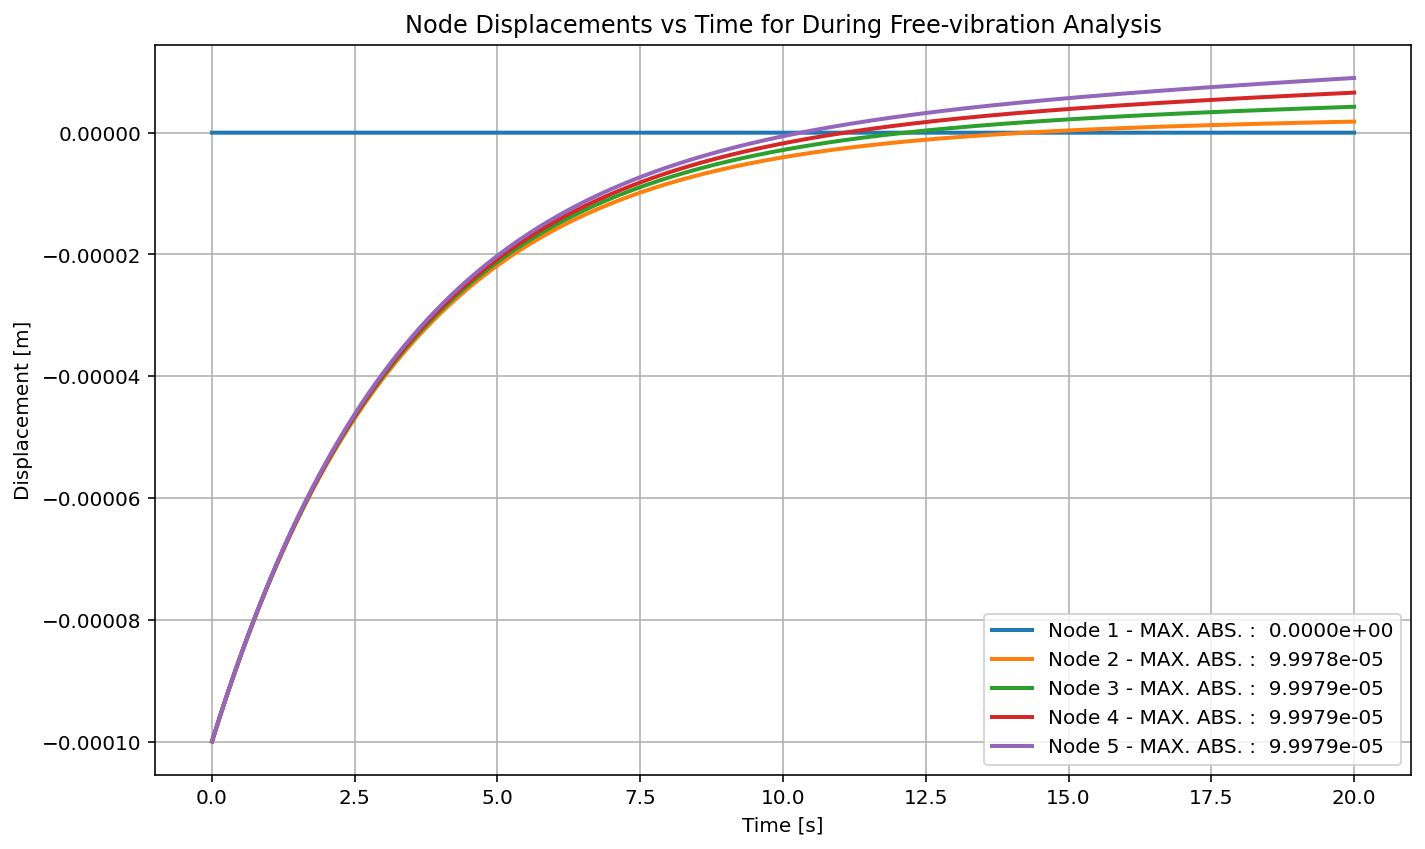 Node Displacements vs Time for During Free-vibration Analysis
Displacement [m]
0.00000
−0.00002
−0.00004
−0.00006
−0.00008
−0.00010
Node 1 - MAX. ABS. : 0.0000e+00
Node 2 - MAX. ABS. : 9.9978e-05
Node 3 - MAX. ABS. : 9.9979e-05
Node 4 - MAX. ABS. : 9.9979e-05
Node 5 - MAX. ABS. : 9.9979e-05
0.0 2.5 5.0 7.5 10.0 12.5 15.0 17.5 20.0
Time [s]